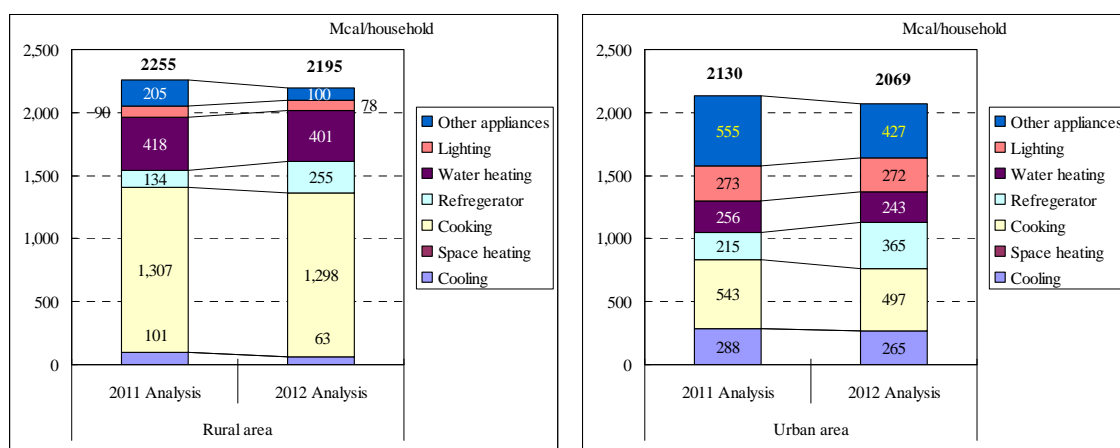 Mcal/household
2,500
2,000
1,500
1,000
500
0
2255
2195
205
100
90
78
418
401
134
255
1,307
1,298
101
63
2011 Analysis
2012 Analysis
Rural area
Other appliances
Lighting
Water heating
Refregerator
Cooking
Space heating
Cooling
Mcal/household
2,500
2,000
1,500
1,000
500
0
2130
2069
555
427
273
272
256
243
215
365
543
497
288
265
2011 Analysis
2012 Analysis
Urban area
Other appliances
Lighting
Water heating
Refregerator
Cooking
Space heating
Cooling